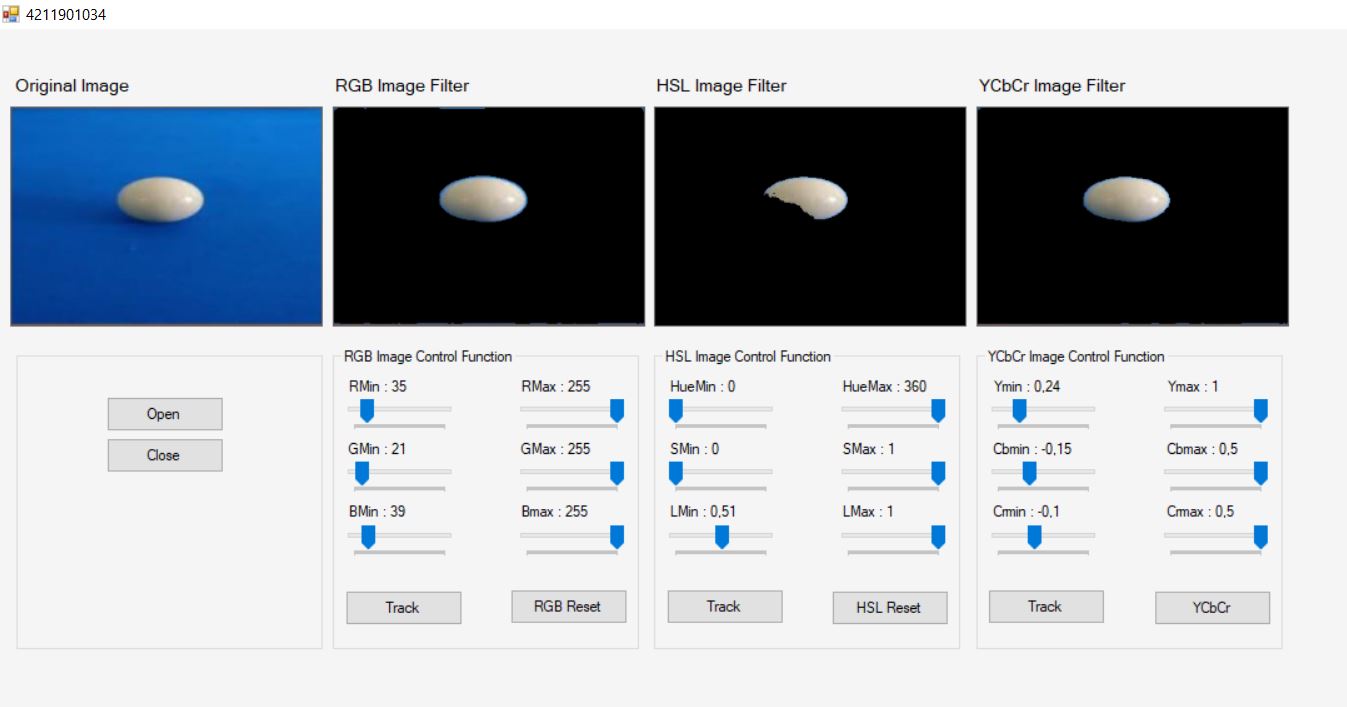 4211901034
Original Image
RGB Image Filter
HSL Image Filter
YCbCr Image Filter
Open
Close
RGB Image Control Function
RMin : 35
RMax : 255
GMin : 21
GMax : 255
BMin : 39
Bmax : 255
Track
RGB Reset
HSL Image Control Function
HueMin : 0
HueMax : 360
SMin : 0
SMax : 1
LMin : 0,51
LMax : 1
Track
HSL Reset
YCbCr Image Control Function
Ymin : 0,24
Ymax : 1
Cbmin : -0,15
Cbmax : 0,5
Crmin : -0,1
Crmax : 0,5
Track
YCbCr